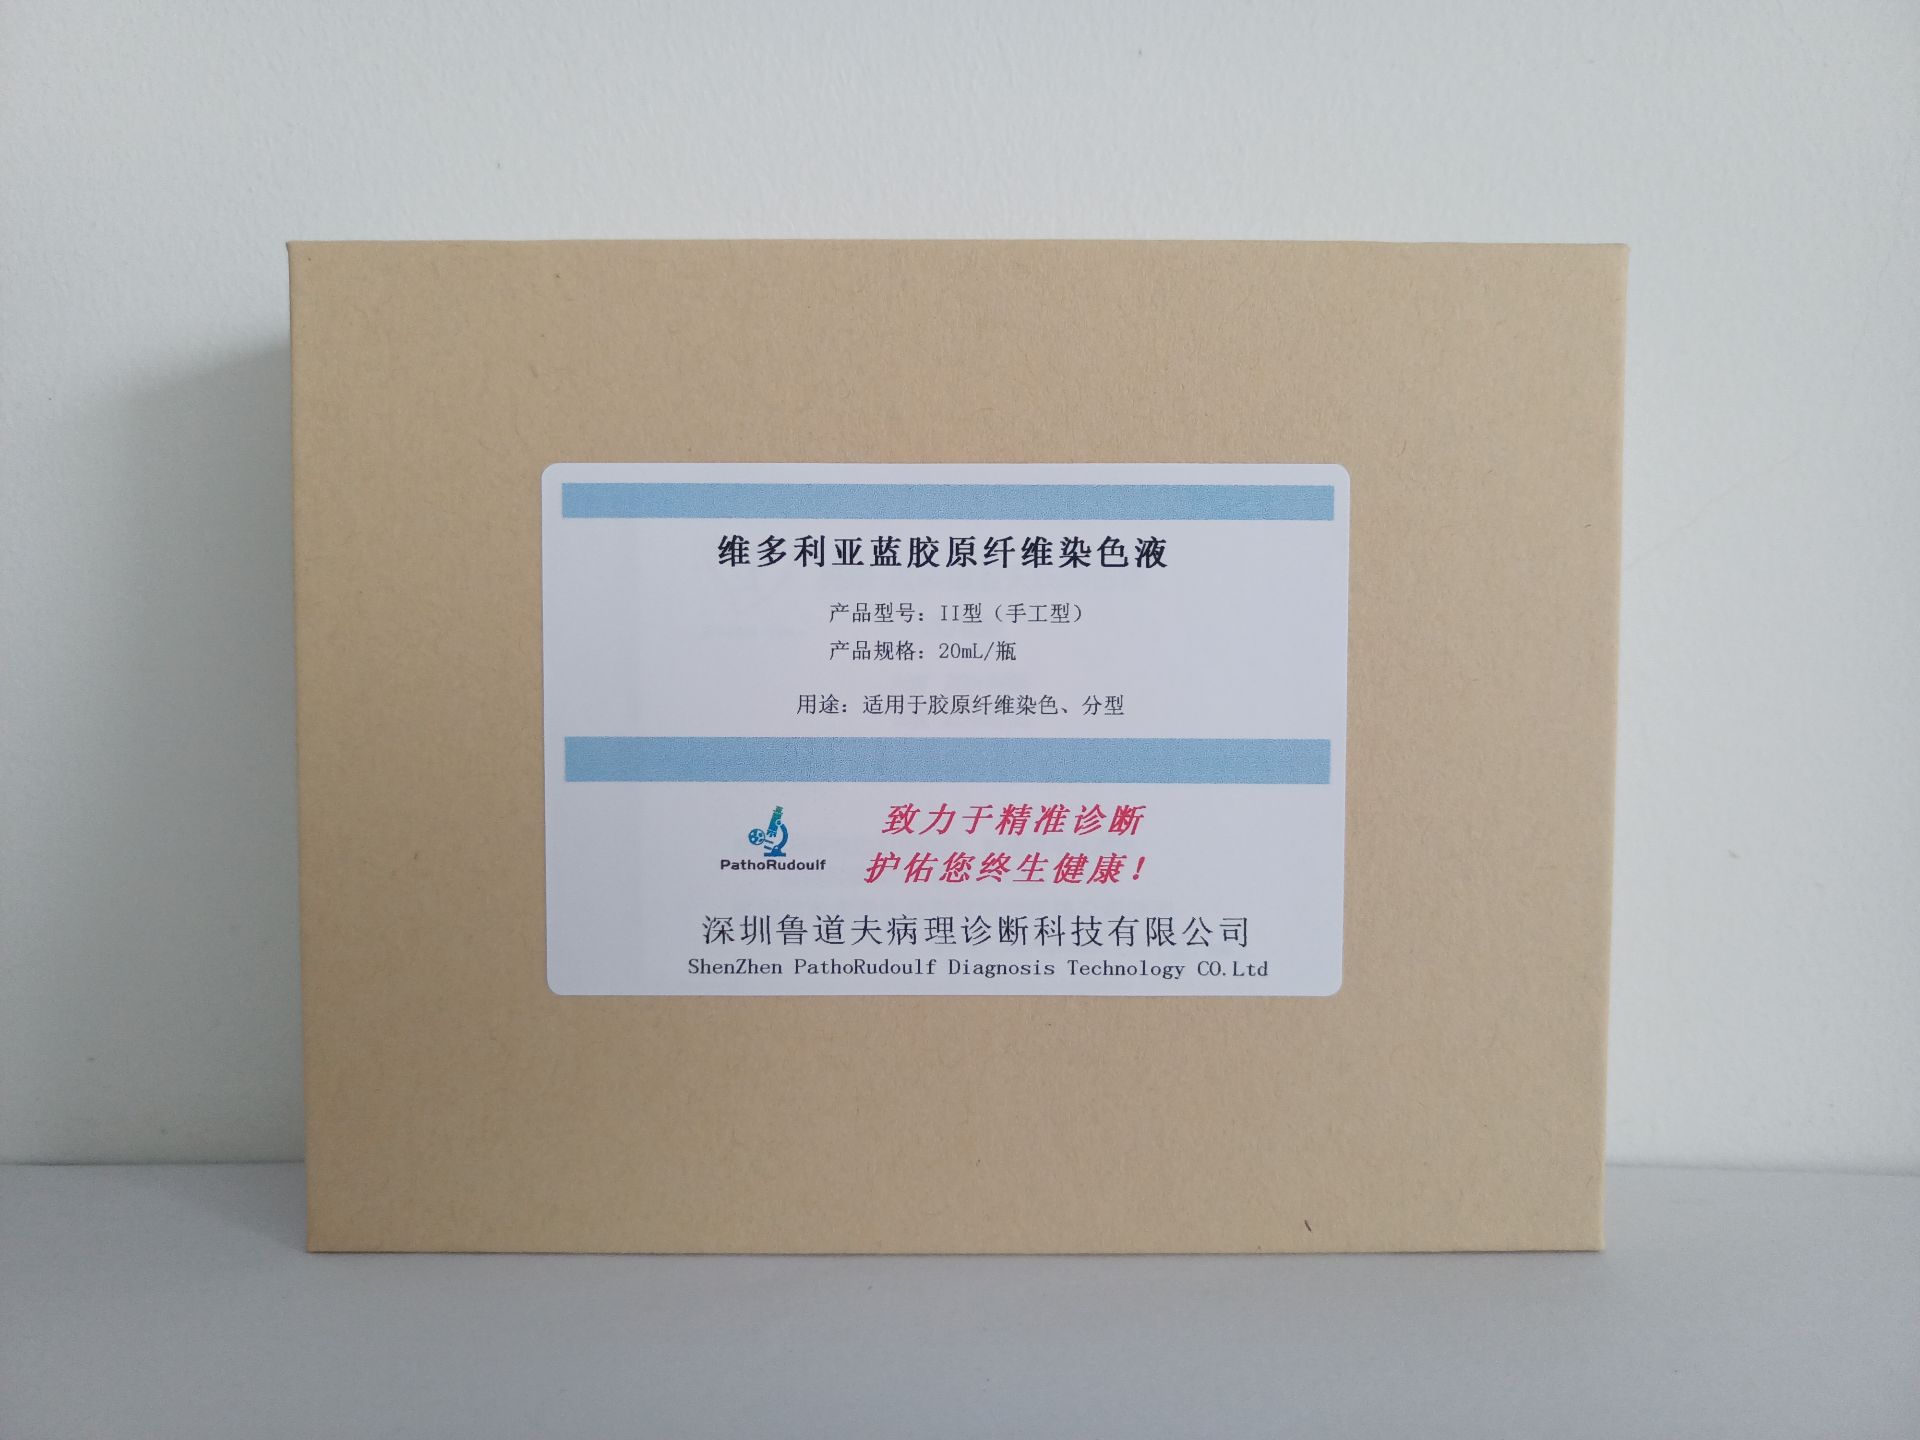 维多利亚蓝胶原纤维染色液
产品型号：II型（手工型）
产品规格：20mL/瓶
用途：适用于胶原纤维染色、分型
致力于精准诊断
护佑您终生健康！
PathoRudoulf
深圳鲁道夫病理诊断科技有限公司
ShenZhen PathoRudoulf Diagnosis Technology CO.Ltd